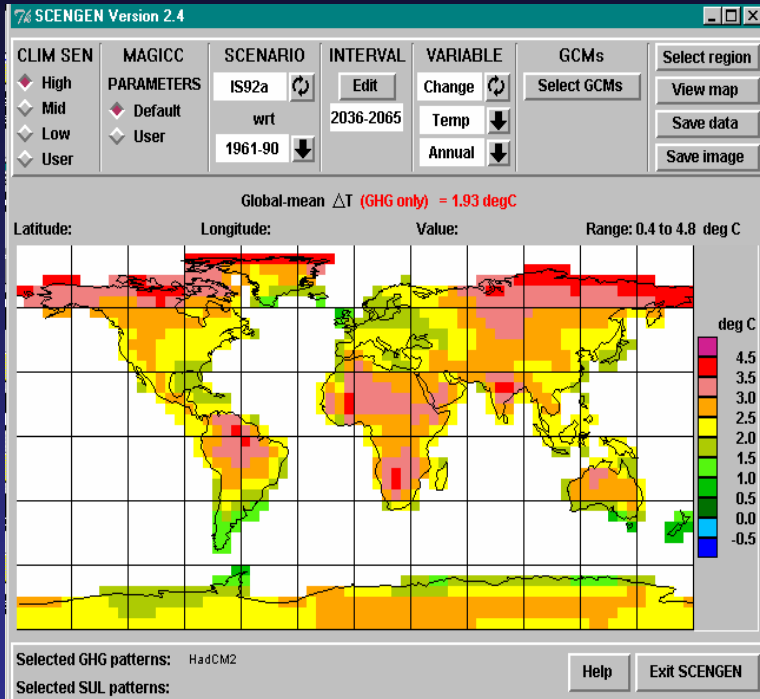 SCENGEN Version 2.4
CLIM SEN
High
Mid
Low
User
MAGICC
PARAMETERS
Default
User
SCENARIO
IS92a
wrt
1961-90
INTERVAL
Edit
2036-2065
VARIABLE
Change
Temp
Annual
GCMs
Select GCMs
Select region
View map
Save data
Save image
Global-mean △T (GHG only) = 1.93 degC
Latitude: Longitude: Value: Range: 0.4 to 4.8 deg C
deg C
4.5
3.5
3.0
2.5
2.0
1.5
1.0
0.5
0.0
-0.5
Selected GHG patterns: HadCM2
Selected SUL patterns:
Help
Exit SCENGEN